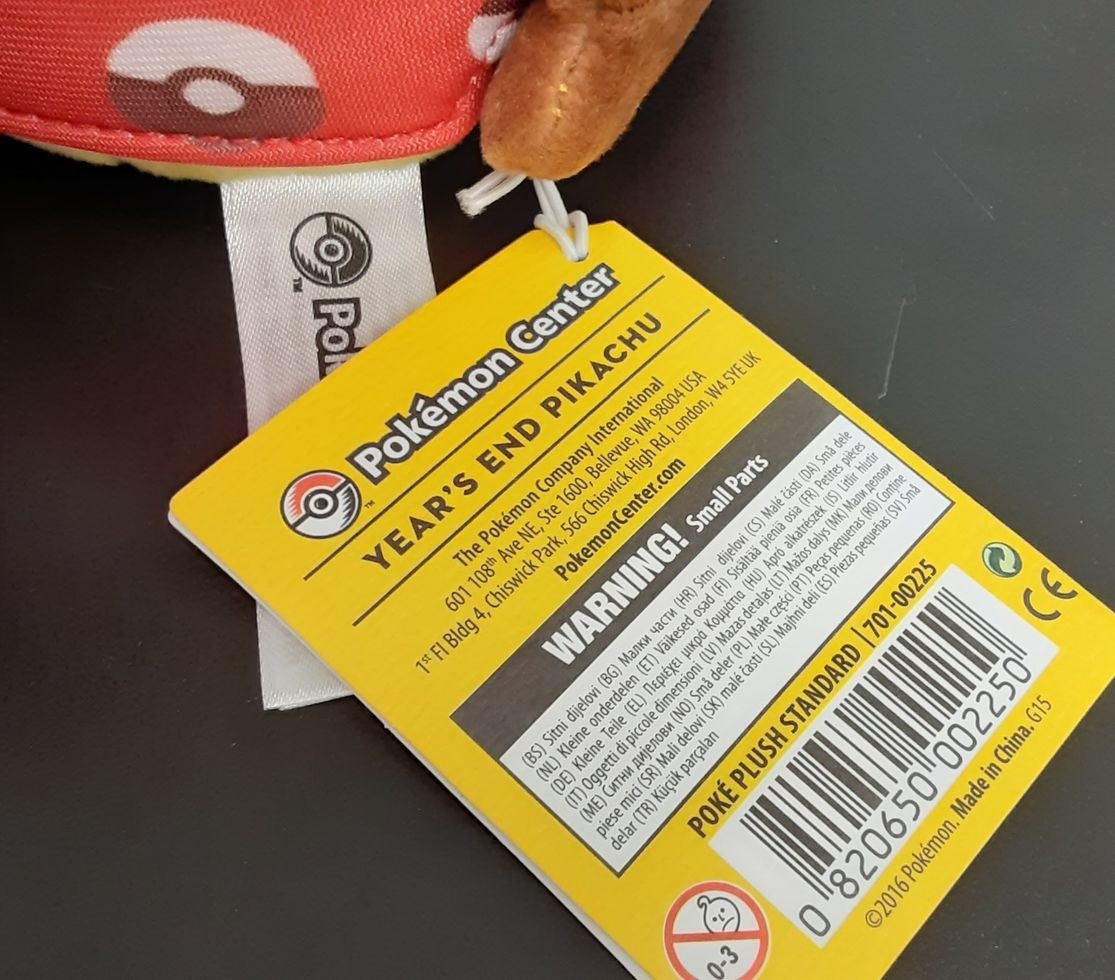 Pokémon Center
YEAR'S END PIKACHU
The Pokémon Company International
601 108th Ave NE, Ste 1600, Bellevue, WA 98004 USA
1st Fl Bldg 4, Chiswick Park, 566 Chiswick High Rd, London, W4 5YE UK
PokemonCenter.com
WARNING! Small Parts
(BS) Sitni dijelovi (BG) Малки части (HR) Sitni dijelovi (CS) Malé části (DA) Små dele
(NL) Kleine onderdelen (ET) Väikesed osad (FI) Sisältää pieniä osia (FR) Petites pièces
(DE) Kleine Teile (EL) Περιέχει μικρά Κομμάτια (HU) Apró alkatrészek (IS) Litlir hlutir
(IT) Oggetti di piccole dimensioni (LV) Mazas detaļas (LT) Mažos dalys (MK) Мали делови
(ME) Ситни дијелови (NO) Små deler (PL) Małe części (PT) Peças pequenas (RO) Conține
piese mici (SR) Mali delovi (SK) malé časti (SL) Majhni deli (ES) Piezas pequeñas (SV) Små
delar (TR) Küçük parçaları
POKÉ PLUSH STANDARD | 701-00225
0 820650 002250
©2016 Pokémon. Made in China. G15
CE
0-3
TM
TM